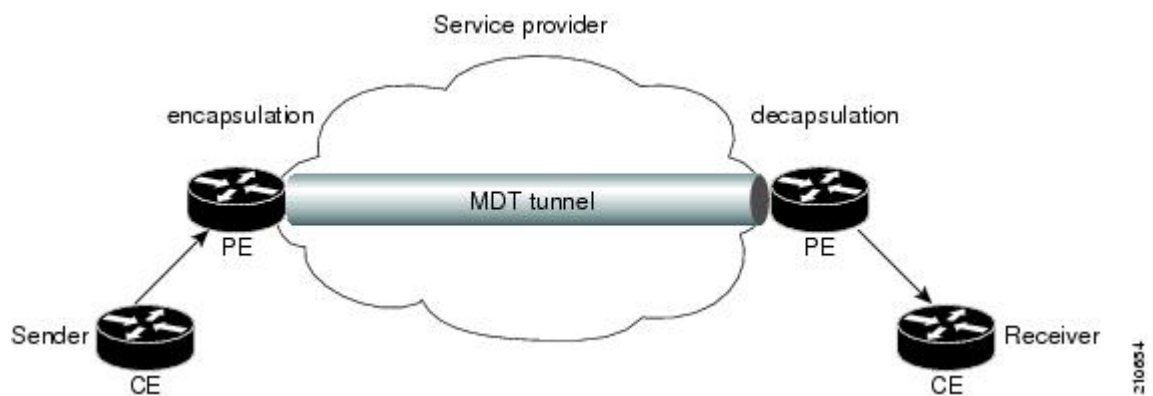 Service provider
encapsulation
decapsulation
MDT tunnel
PE
PE
Sender
Receiver
CE
CE
210654